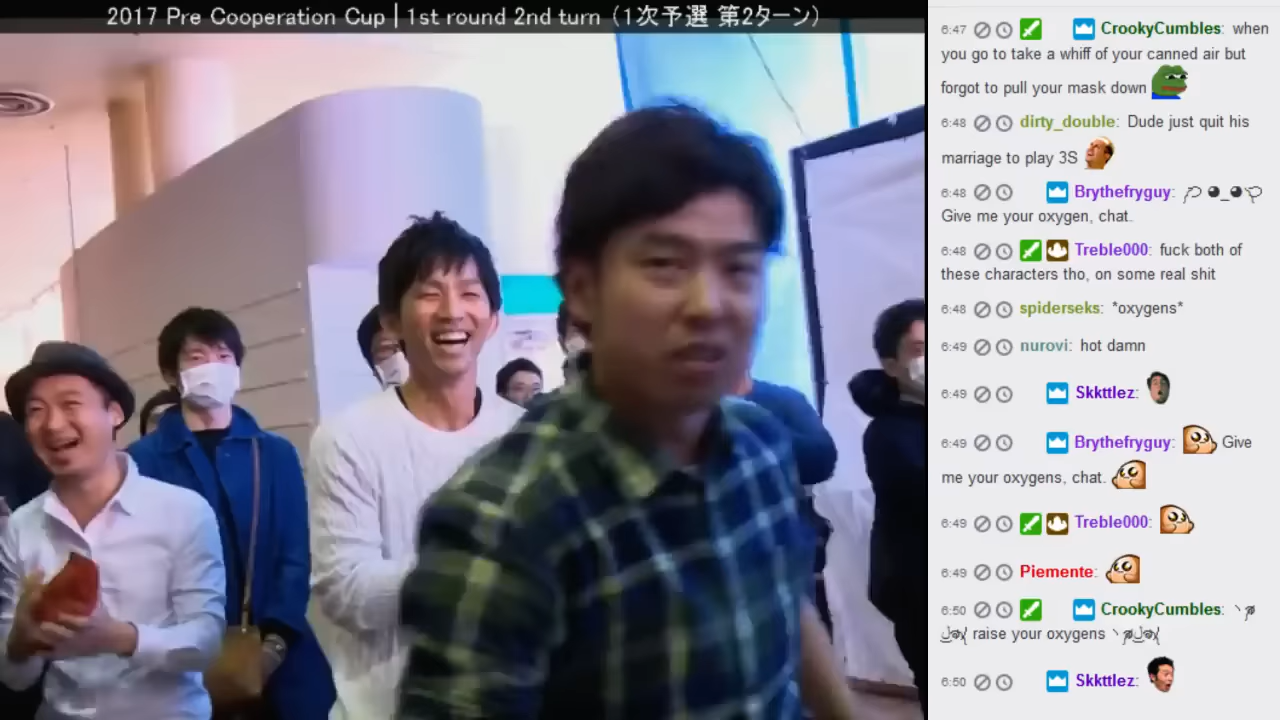 2017 Pre Cooperation Cup | 1st round 2nd turn (1次予選 第2ターン)
6:47 CrookyCumbles: when
you go to take a whiff of your canned air but
forgot to pull your mask down
6:48 dirty_double: Dude just quit his
marriage to play 3S
6:48 Brythefryguy:
Give me your oxygen, chat.
6:48 Treble000: fuck both of
these characters tho, on some real shit
6:48 spiderseks: *oxygens*
6:49 nurovi: hot damn
6:49 Skkttlez:
6:49 Brythefryguy: Give
me your oxygens, chat.
6:49 Treble000:
6:49 Piemente:
6:50 CrookyCumbles:
raise your oxygens
6:50 Skkttlez: